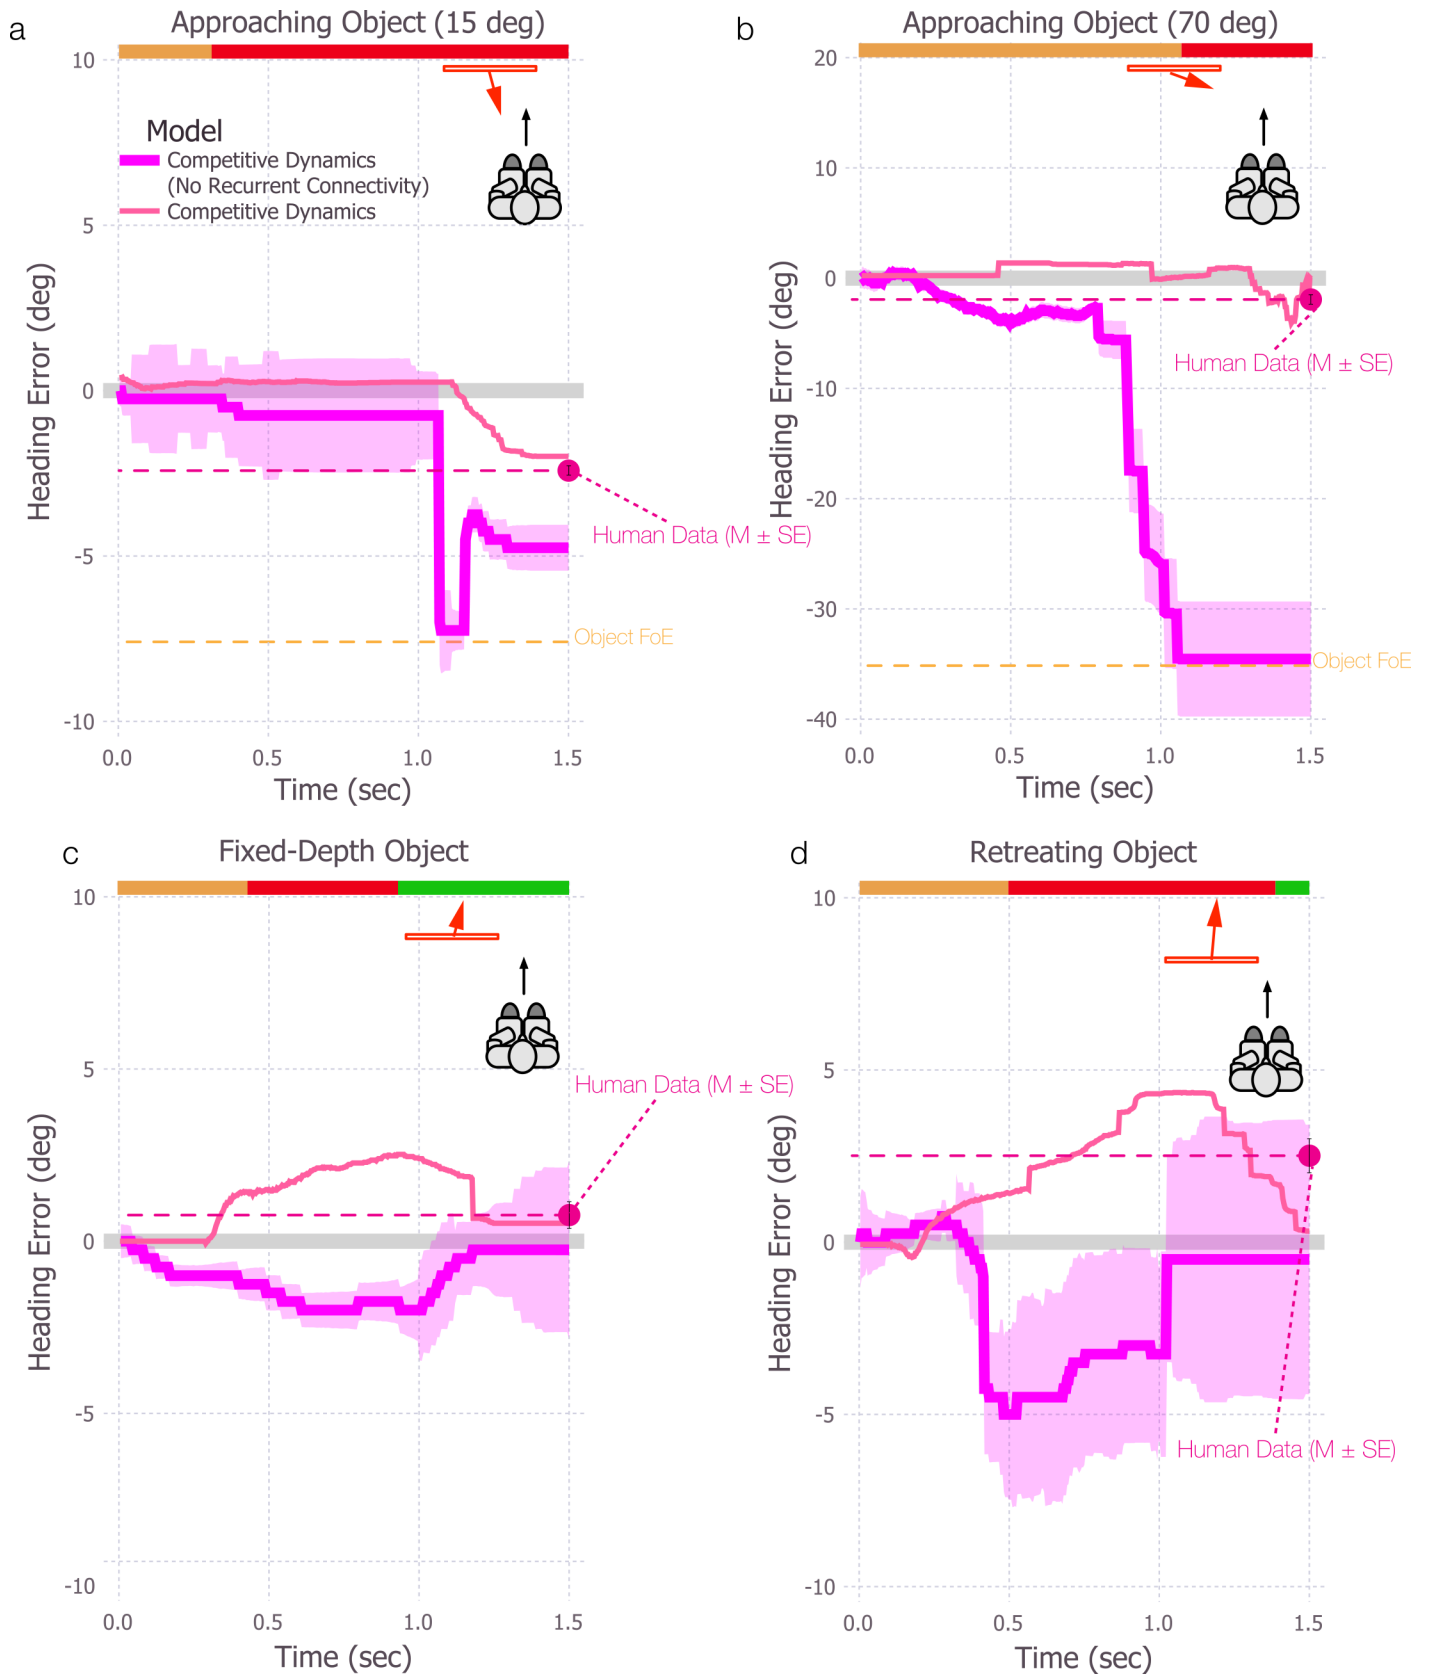 a
Approaching Object (15 deg)
10
5
0
-5
-10
Heading Error (deg)
Model
Competitive Dynamics
(No Recurrent Connectivity)
Competitive Dynamics
Human Data (M ± SE)
Object FoE
0.0
0.5
1.0
1.5
Time (sec)
b
Approaching Object (70 deg)
20
10
0
-10
-20
-30
-40
Heading Error (deg)
Human Data (M ± SE)
Object FoE
0.0
0.5
1.0
1.5
Time (sec)
c
Fixed-Depth Object
10
5
0
-5
-10
Heading Error (deg)
Human Data (M ± SE)
0.0
0.5
1.0
1.5
Time (sec)
d
Retreating Object
10
5
0
-5
-10
Heading Error (deg)
Human Data (M ± SE)
0.0
0.5
1.0
1.5
Time (sec)